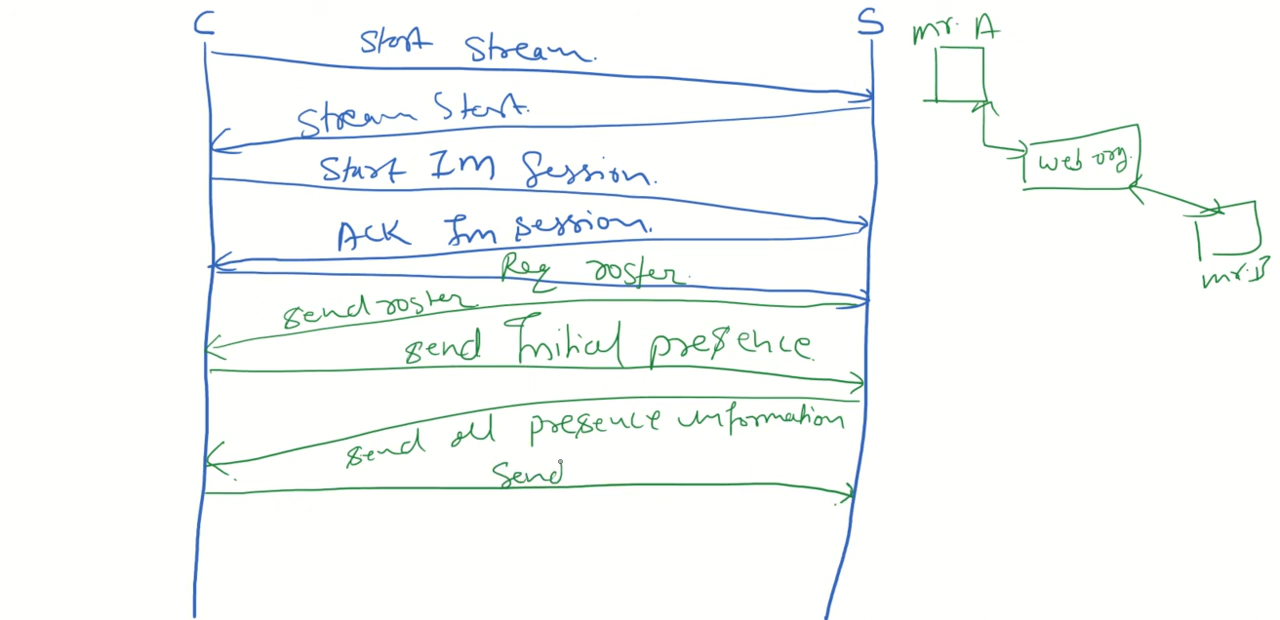 C
S
Start Stream.
Stream Start.
Start Im Session.
ACK Im session.
Req roster.
send roster
send Initial presence
send all presence information
Send
mr. A
web org.
mr. B